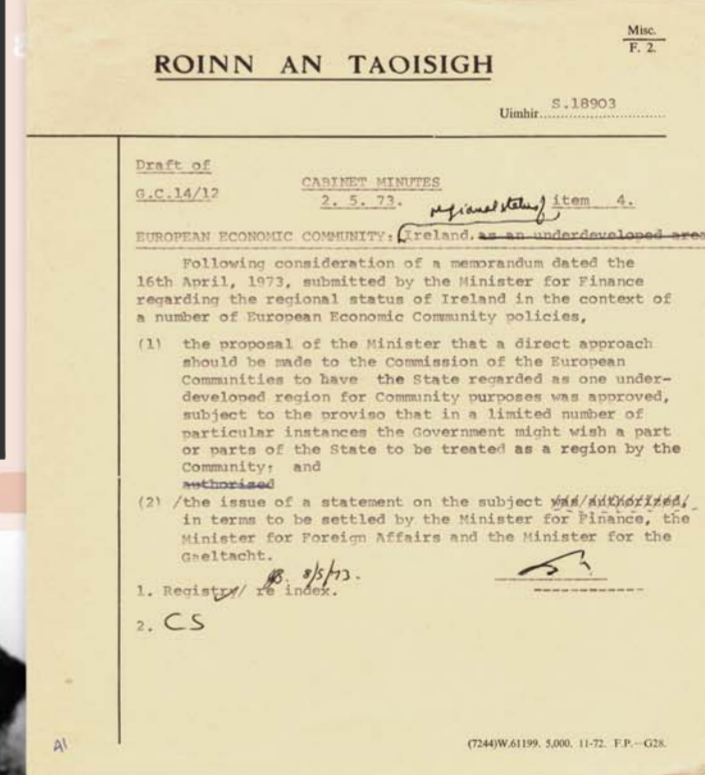 Misc.
F. 2.
ROINN AN TAOISIGH
Uimhir S.18903
Draft of
G.C.14/12
CABINET MINUTES
2. 5. 73.
regional status of
item 4.
EUROPEAN ECONOMIC COMMUNITY: Ireland, as an underdeveloped area
Following consideration of a memorandum dated the
16th April, 1973, submitted by the Minister for Finance
regarding the regional status of Ireland in the context of
a number of European Economic Community policies,
(1) the proposal of the Minister that a direct approach
should be made to the Commission of the European
Communities to have the State regarded as one under-
developed region for Community purposes was approved,
subject to the proviso that in a limited number of
particular instances the Government might wish a part
or parts of the State to be treated as a region by the
Community; and
authorised
(2) /the issue of a statement on the subject was/authorized,
in terms to be settled by the Minister for Finance, the
Minister for Foreign Affairs and the Minister for the
Gaeltacht.
8/5/73.
1. Registry/ re index.
2. CS
A1
(7244)W.61199. 5,000. 11-72. F.P.—G28.